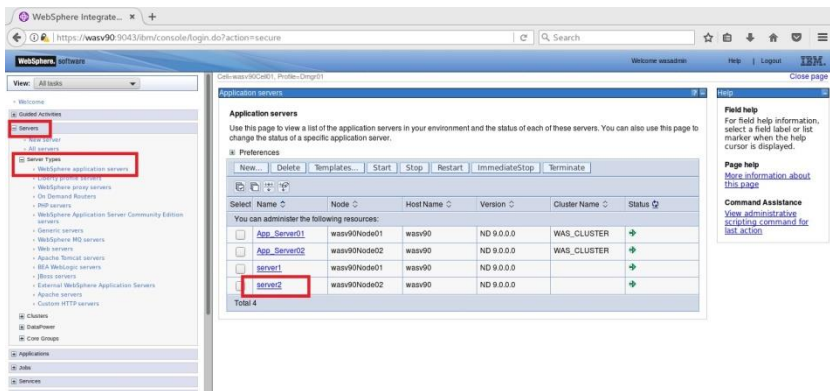 WebSphere Integrate... × +
https://wasv90:9043/ibm/console/login.do?action=secure
Search
WebSphere. software
Welcome wasadmin
Help | Logout
IBM.
View: All tasks
Cell=wasv90Cell01, Profile=Dmgr01
Close page
Welcome
Guided Activities
Servers
New server
All servers
Server Types
WebSphere application servers
Liberty profile servers
WebSphere proxy servers
On Demand Routers
PHP servers
WebSphere Application Server Community Edition
servers
Generic servers
WebSphere MQ servers
Web servers
Apache Tomcat servers
BEA WebLogic servers
JBoss servers
External WebSphere Application Servers
Apache servers
Custom HTTP servers
Clusters
DataPower
Core Groups
Applications
Jobs
Services
Application servers
Application servers
Use this page to view a list of the application servers in your environment and the status of each of these servers. You can also use this page to
change the status of a specific application server.
Preferences
New... Delete Templates... Start Stop Restart ImmediateStop Terminate
Select Name Node Host Name Version Cluster Name Status
You can administer the following resources:
App_Server01 wasv90Node01 wasv90 ND 9.0.0.0 WAS_CLUSTER
App_Server02 wasv90Node02 wasv90 ND 9.0.0.0 WAS_CLUSTER
server1 wasv90Node01 wasv90 ND 9.0.0.0
server2 wasv90Node02 wasv90 ND 9.0.0.0
Total 4
Help
Field help
For field help information,
select a field label or list
marker when the help
cursor is displayed.
Page help
More information about
this page
Command Assistance
View administrative
scripting command for
last action